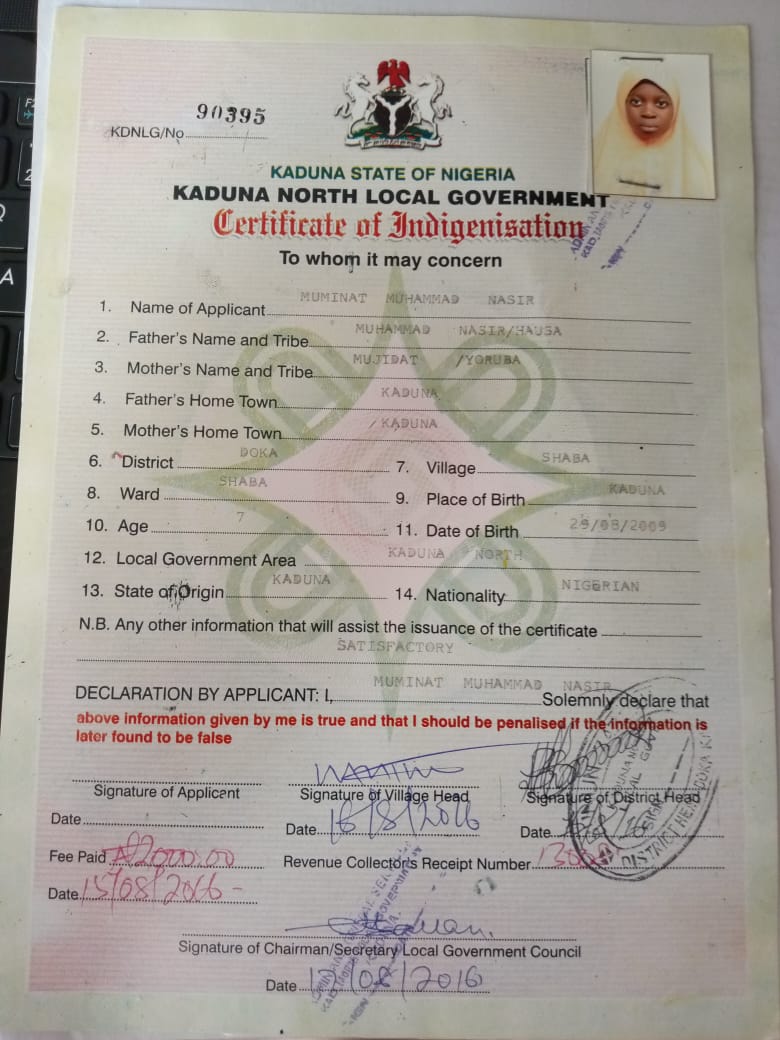 90395
KDNLG/No
KADUNA STATE OF NIGERIA
KADUNA NORTH LOCAL GOVERNMENT
Certificate of Indigenisation
To whom it may concern
1. Name of Applicant MUMINAT MUHAMMAD NASIR
2. Father's Name and Tribe MUHAMMAD NASIR/HAUSA
3. Mother's Name and Tribe MUJIDAT /YORUBA
4. Father's Home Town KADUNA
5. Mother's Home Town / KADUNA
6. District DOKA 7. Village SHABA
8. Ward SHABA 9. Place of Birth KADUNA
10. Age 7 11. Date of Birth 29/08/2009
12. Local Government Area KADUNA NORTH
13. State of Origin KADUNA 14. Nationality NIGERIAN
N.B. Any other information that will assist the issuance of the certificate
SATISFACTORY
DECLARATION BY APPLICANT: I, MUMINAT MUHAMMAD NASIR Solemnly declare that
above information given by me is true and that I should be penalised if the information is
later found to be false
Signature of Applicant Signature of Village Head Signature of District Head
Date Date 16/8/2016 Date
Fee Paid ₦2000.00 Revenue Collector's Receipt Number
Date 15/08/2016 -
Signature of Chairman/Secretary Local Government Council
Date 17/08/2016